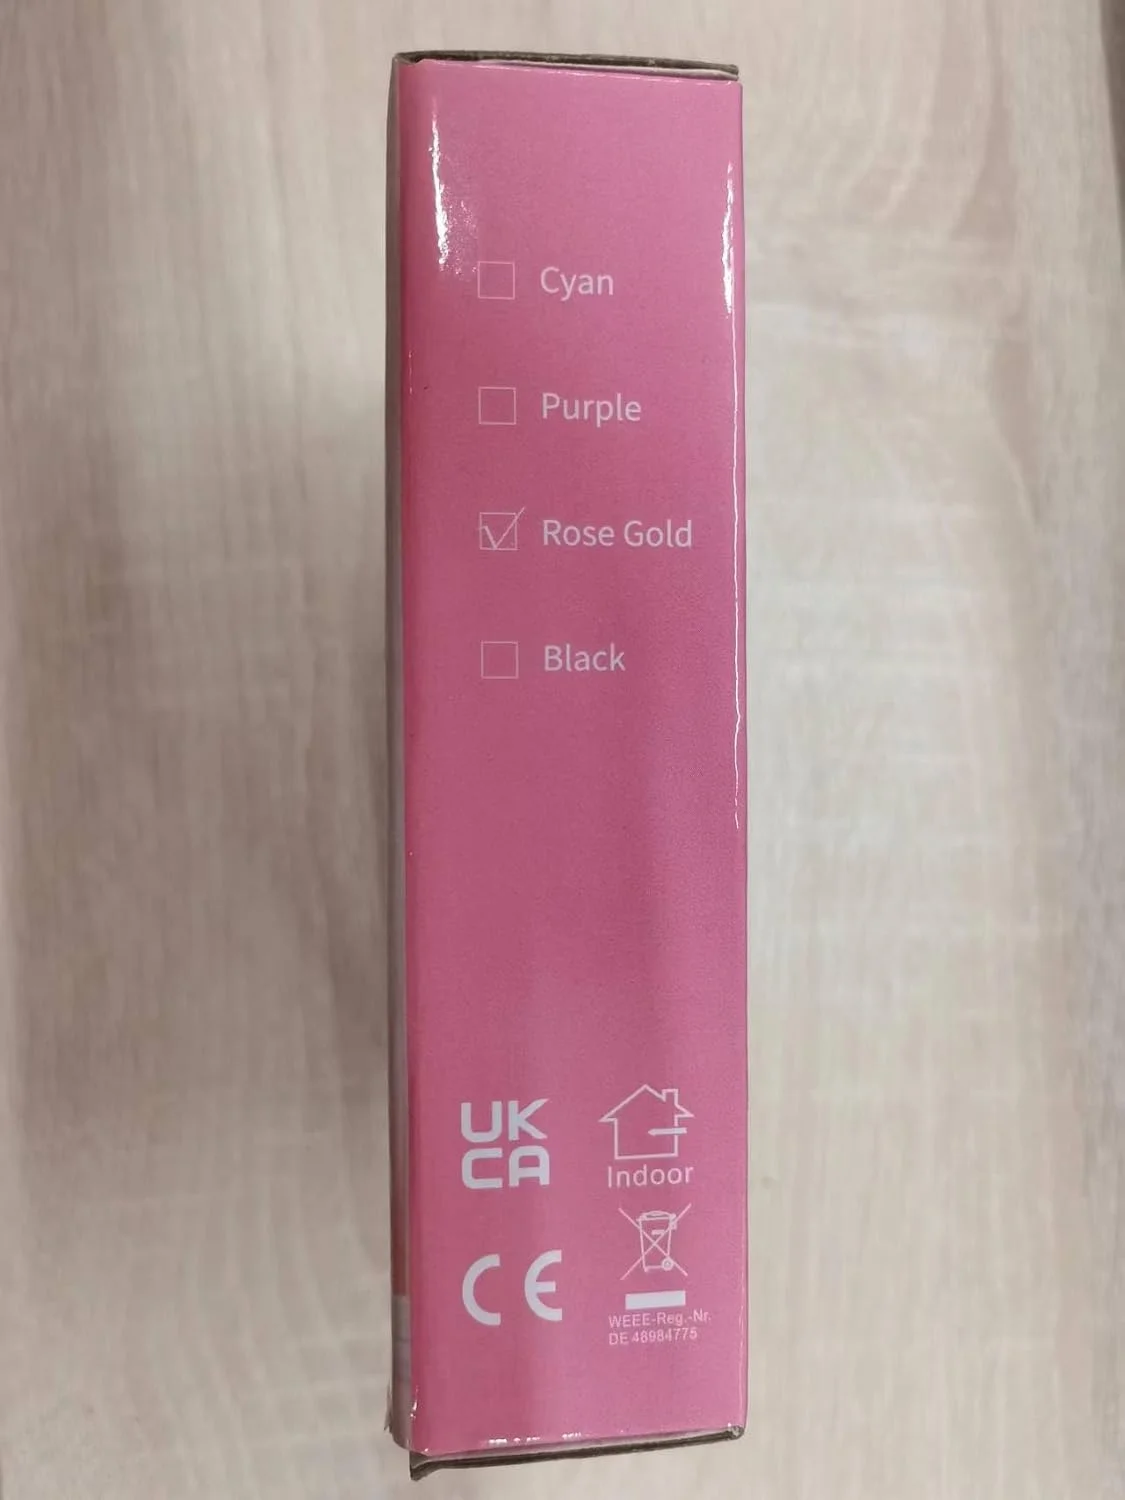 Cyan
Purple
Rose Gold
Black
UK
CA
Indoor
CE
WEEE-Reg.-Nr.
DE 48984775